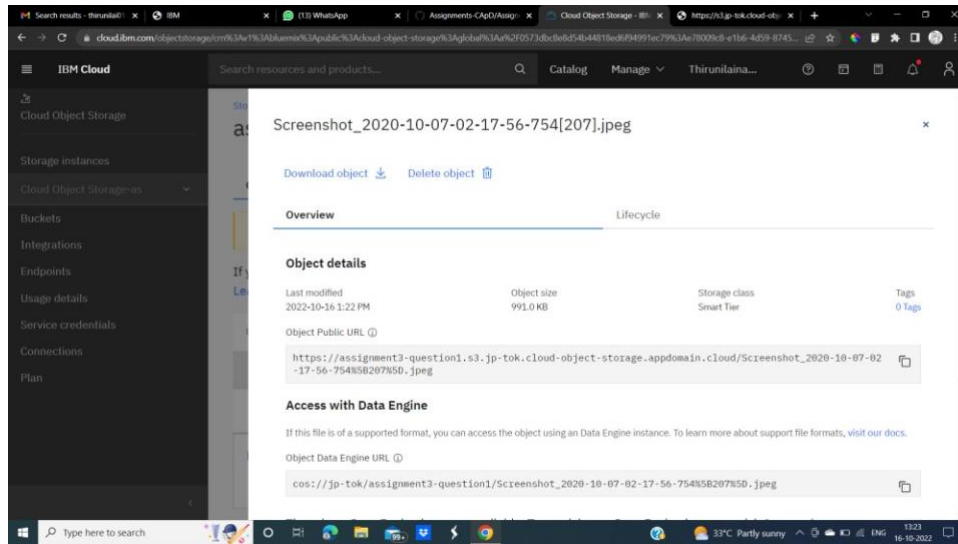 Search results - thirunilai01
IBM
(13) WhatsApp
Assignments-CApD/Assign
Cloud Object Storage - IBM
https://s3.jp-tok.cloud-obje
IBM Cloud
Search resources and products...
Catalog
Manage
Thirunilaina...
Cloud Object Storage
Storage instances
Cloud Object Storage-as
Buckets
Integrations
Endpoints
Usage details
Service credentials
Connections
Plan
Screenshot_2020-10-07-02-17-56-754[207].jpeg
Download object
Delete object
Overview
Lifecycle
Object details
Last modified
2022-10-16 1:22 PM
Object size
991.0 KB
Storage class
Smart Tier
Tags
0 Tags
Object Public URL
https://assignment3-question1.s3.jp-tok.cloud-object-storage.appdomain.cloud/Screenshot_2020-10-07-02
-17-56-754%5B207%5D.jpeg
Access with Data Engine
If this file is of a supported format, you can access the object using an Data Engine instance. To learn more about support file formats, visit our docs.
Object Data Engine URL
cos://jp-tok/assignment3-question1/Screenshot_2020-10-07-02-17-56-754%5B207%5D.jpeg
Type here to search
99+
33°C Partly sunny
ENG
13:23
16-10-2022